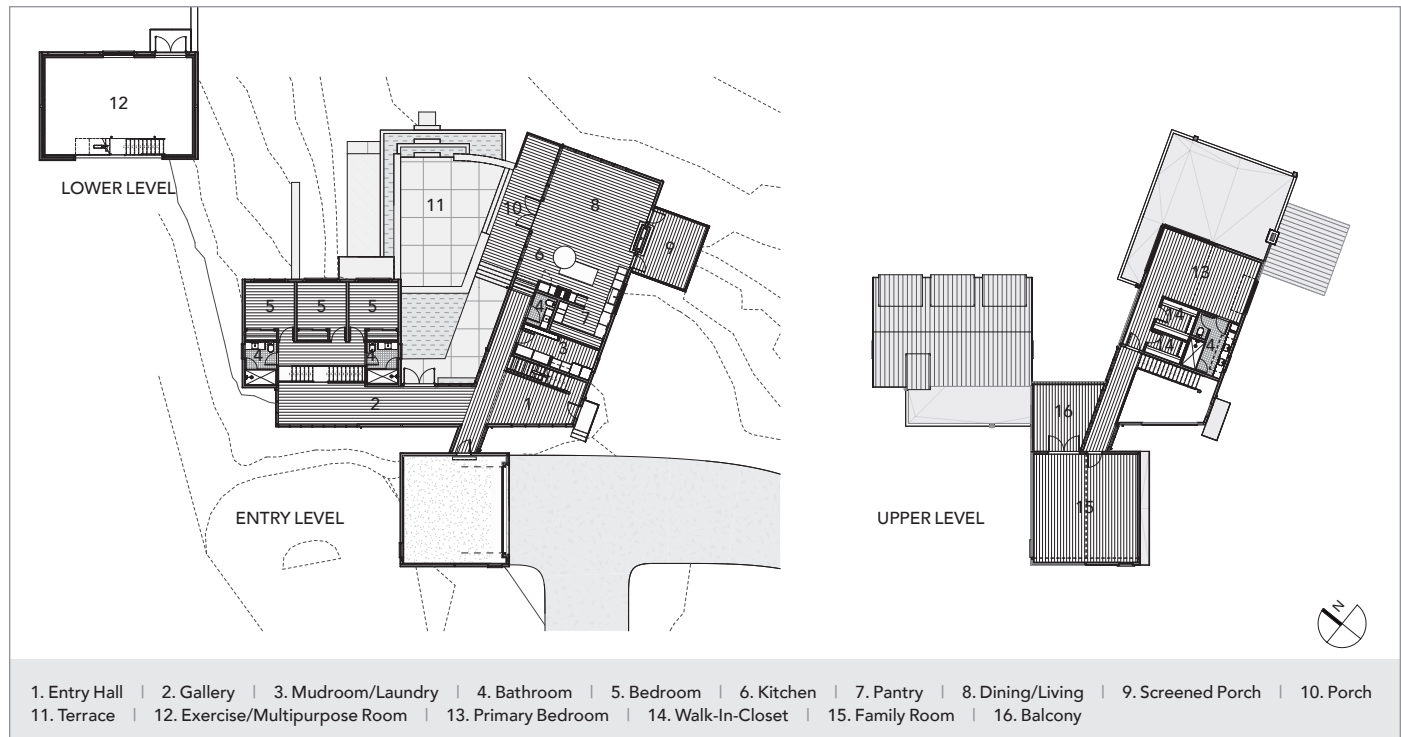 12
LOWER LEVEL
11
10
8
9
6
5 5 5
4
7
4 4
3
2
1
ENTRY LEVEL
13
14
14
4
16
15
UPPER LEVEL
N
1. Entry Hall | 2. Gallery | 3. Mudroom/Laundry | 4. Bathroom | 5. Bedroom | 6. Kitchen | 7. Pantry | 8. Dining/Living | 9. Screened Porch | 10. Porch
11. Terrace | 12. Exercise/Multipurpose Room | 13. Primary Bedroom | 14. Walk-In-Closet | 15. Family Room | 16. Balcony